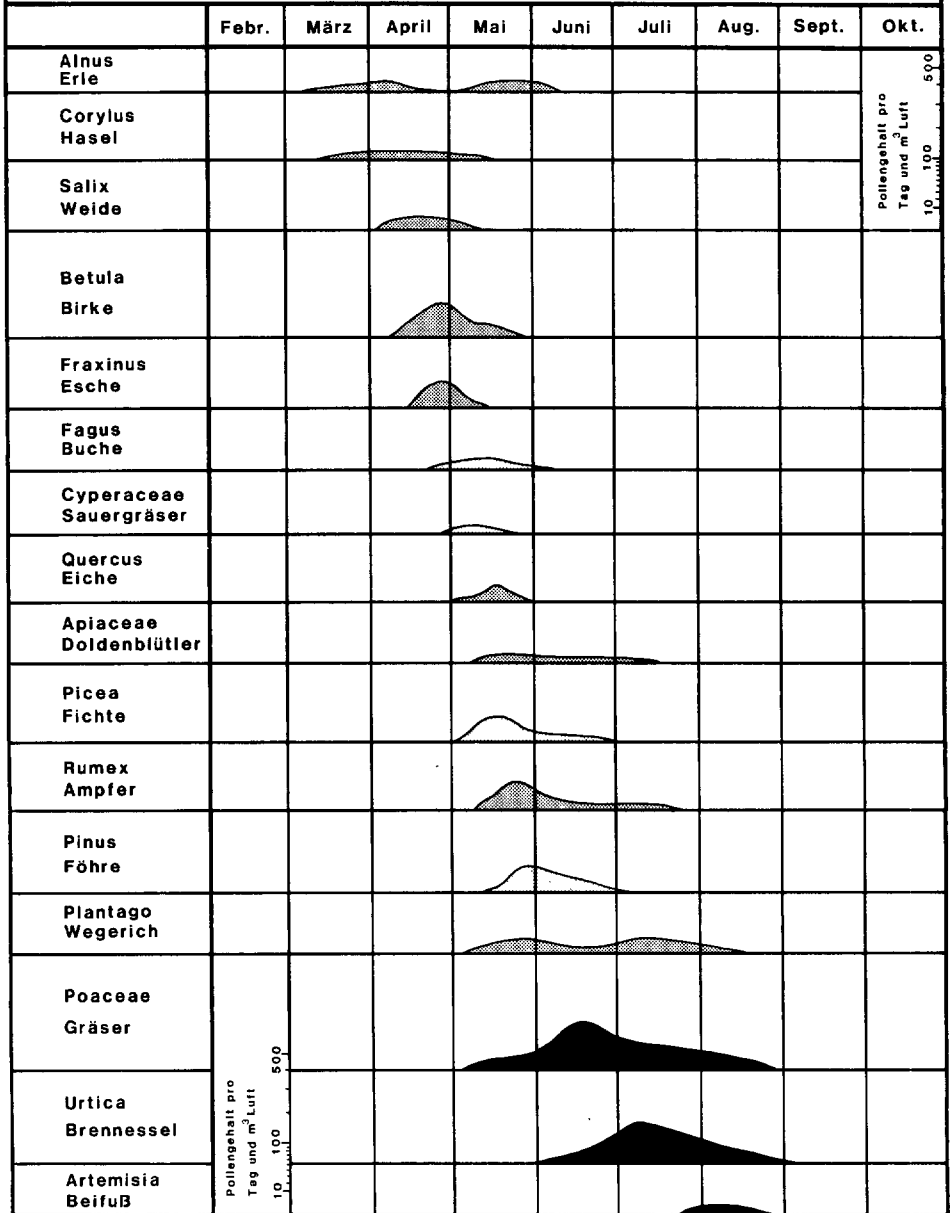 Febr. März April Mai Juni Juli Aug. Sept. Okt.
Alnus
Erle
Corylus
Hasel
Salix
Weide
Pollengehalt pro
Tag und m³ Luft
10 100 500
Betula
Birke
Fraxinus
Esche
Fagus
Buche
Cyperaceae
Sauergräser
Quercus
Eiche
Apiaceae
Doldenblütler
Picea
Fichte
Rumex
Ampfer
Pinus
Föhre
Plantago
Wegerich
Poaceae
Gräser
Urtica
Brennessel
Pollengehalt pro
Tag und m³ Luft
10 100 500
Artemisia
Beifuß